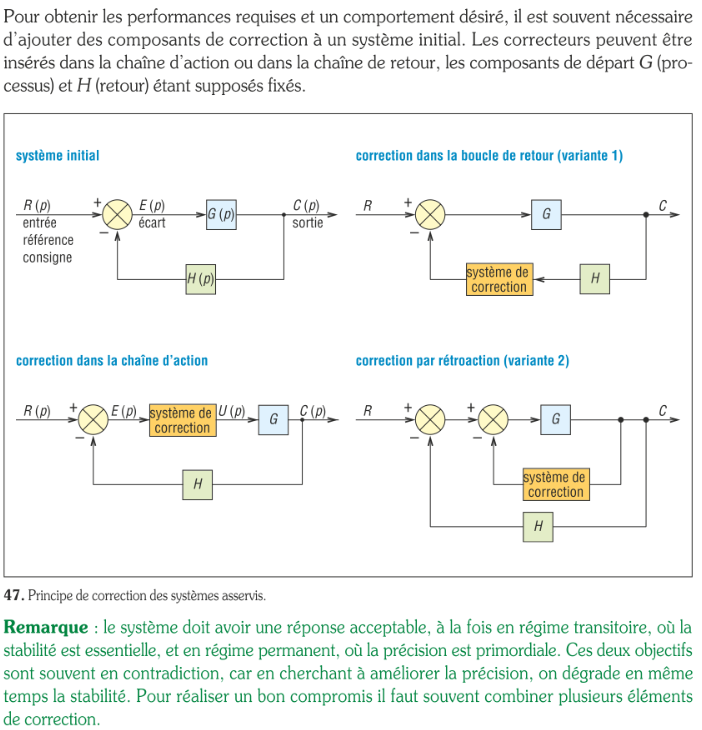 Pour obtenir les performances requises et un comportement désiré, il est souvent nécessaire
d'ajouter des composants de correction à un système initial. Les correcteurs peuvent être
insérés dans la chaîne d'action ou dans la chaîne de retour, les composants de départ G (pro-
cessus) et H (retour) étant supposés fixés.
système initial
R (p)
entrée
référence
consigne
+
−
E (p)
écart
G (p)
C (p)
sortie
H (p)
correction dans la boucle de retour (variante 1)
R
+
−
G
C
système de
correction
H
correction dans la chaîne d'action
R (p)
+
−
E (p)
système de
correction
U (p)
G
C (p)
H
correction par rétroaction (variante 2)
R
+
−
+
−
G
C
système de
correction
H
47. Principe de correction des systèmes asservis.
Remarque : le système doit avoir une réponse acceptable, à la fois en régime transitoire, où la
stabilité est essentielle, et en régime permanent, où la précision est primordiale. Ces deux objectifs
sont souvent en contradiction, car en cherchant à améliorer la précision, on dégrade en même
temps la stabilité. Pour réaliser un bon compromis il faut souvent combiner plusieurs éléments
de correction.